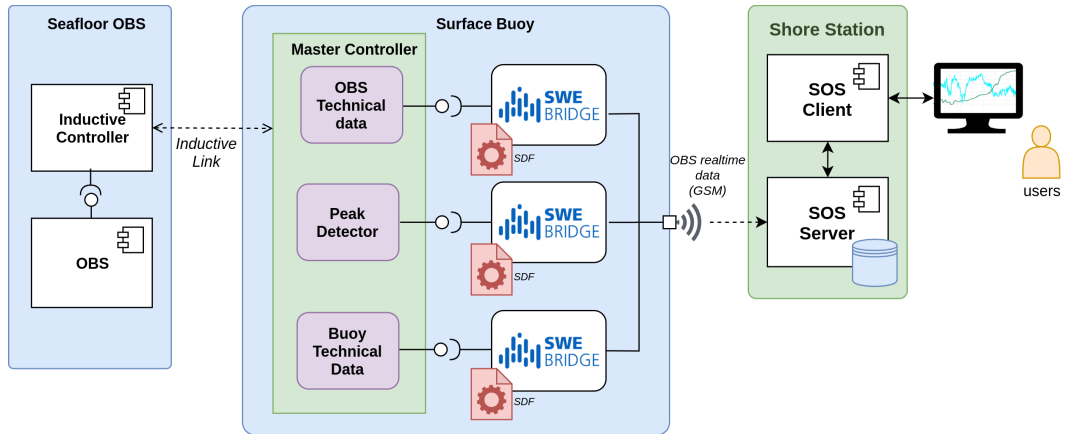 Seafloor OBS
Inductive
Controller
OBS
Inductive
Link
Surface Buoy
Master Controller
OBS
Technical
data
SWE
BRIDGE
SDF
Peak
Detector
SWE
BRIDGE
SDF
Buoy
Technical
Data
SWE
BRIDGE
SDF
OBS realtime
data
(GSM)
Shore Station
SOS
Client
SOS
Server
users